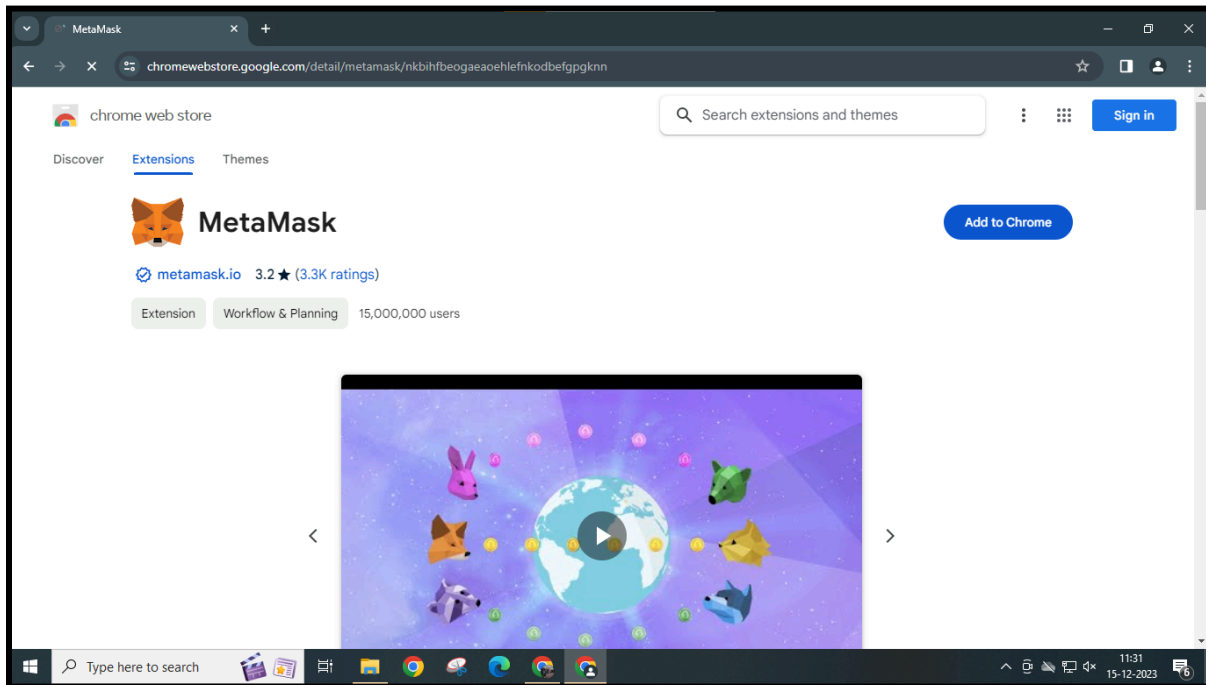 MetaMask
chromewebstore.google.com/detail/metamask/nkbihfbeogaeaoehlefnkodbefgpgknn
chrome web store
Search extensions and themes
Sign in
Discover Extensions Themes
MetaMask
Add to Chrome
metamask.io 3.2★ (3.3K ratings)
Extension Workflow & Planning 15,000,000 users
Type here to search
11:31
15-12-2023
6